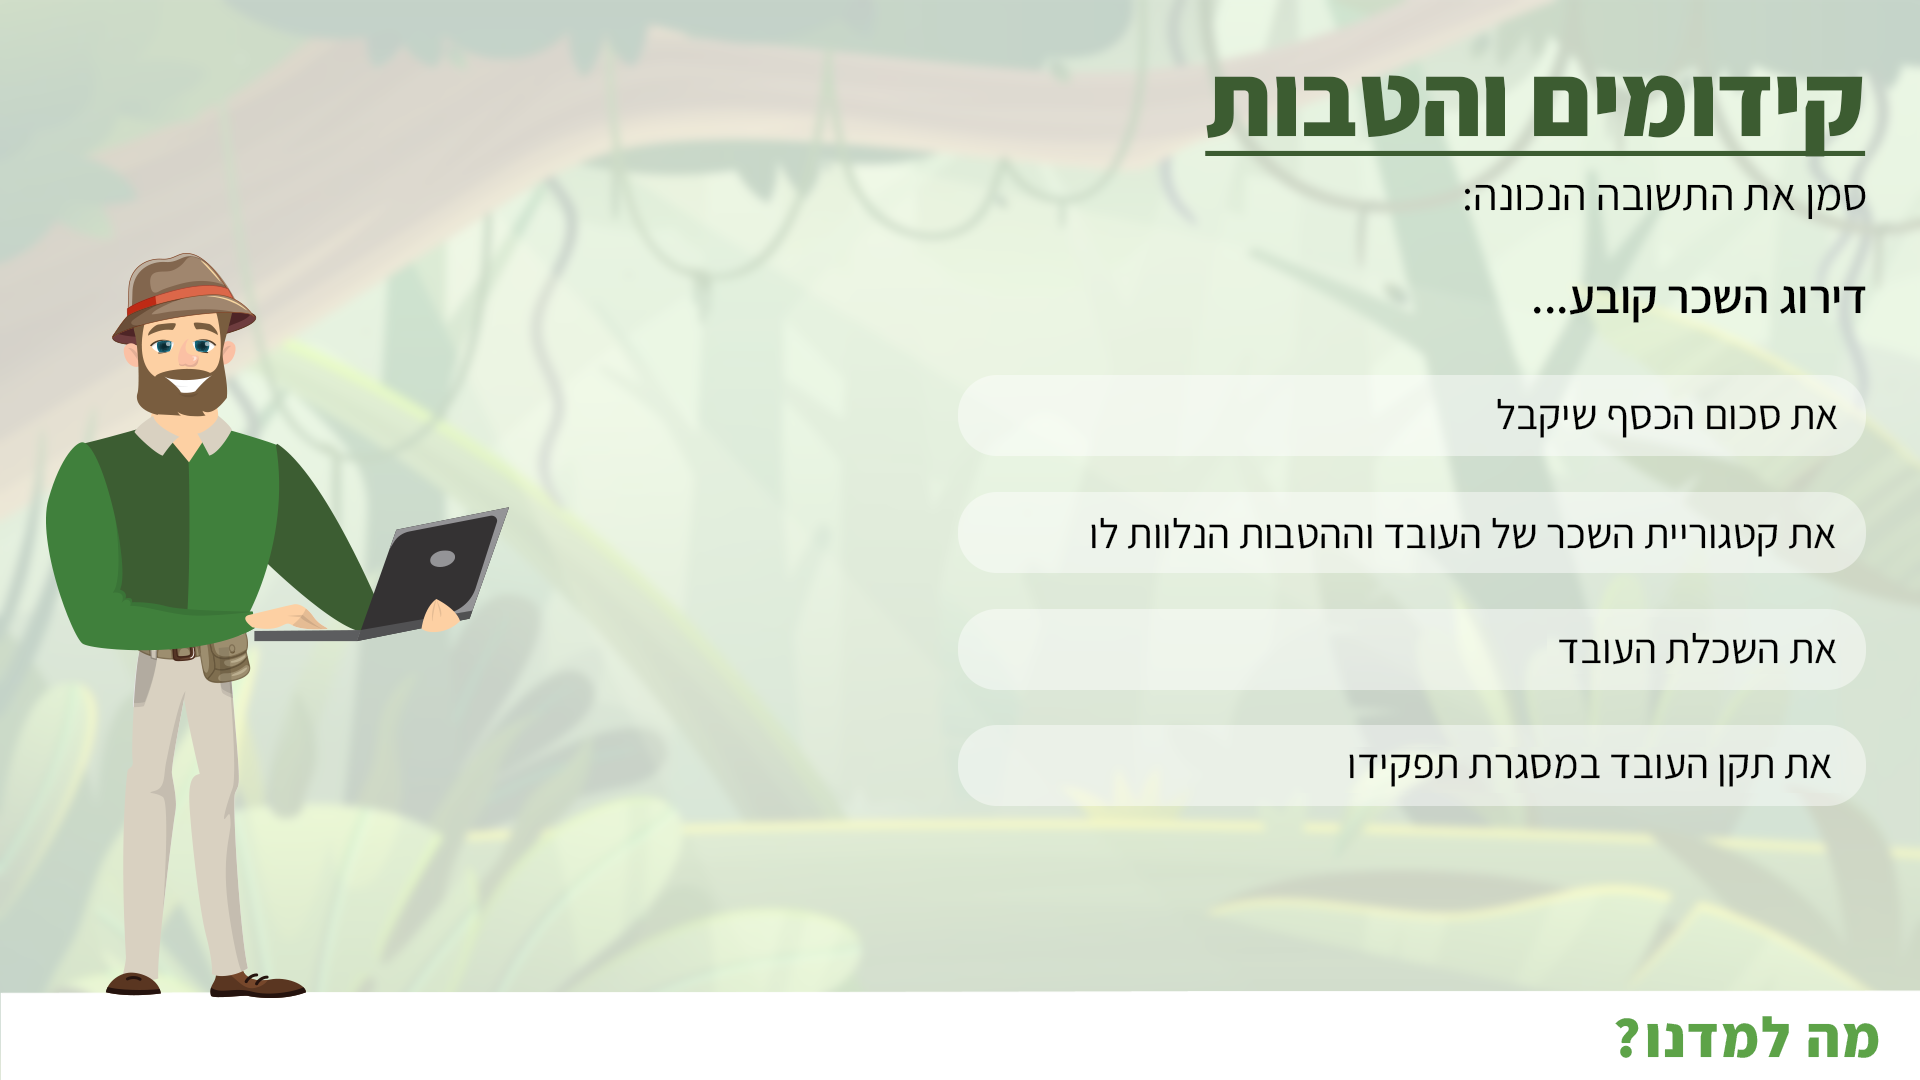 קידומים והטבות
סמן את התשובה הנכונה:
דירוג השכר קובע...
את סכום הכסף שיקבל
את קטגוריית השכר של העובד וההטבות הנלוות לו
את השכלת העובד
את תקן העובד במסגרת תפקידו
מה למדנו?